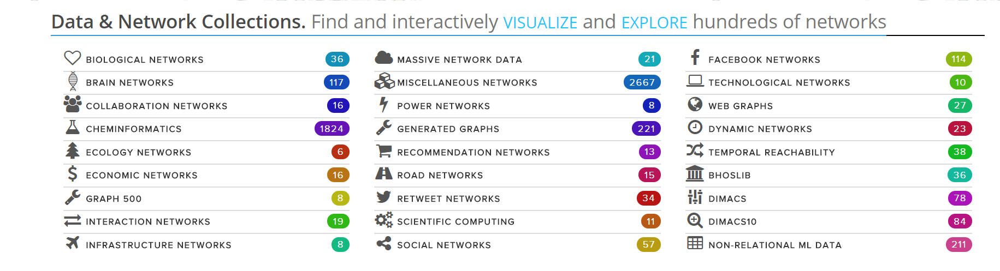 Data & Network Collections. Find and interactively VISUALIZE and EXPLORE hundreds of networks
BIOLOGICAL NETWORKS 36
BRAIN NETWORKS 117
COLLABORATION NETWORKS 16
CHEMINFORMATICS 1824
ECOLOGY NETWORKS 6
ECONOMIC NETWORKS 16
GRAPH 500 8
INTERACTION NETWORKS 19
INFRASTRUCTURE NETWORKS 8
MASSIVE NETWORK DATA 21
MISCELLANEOUS NETWORKS 2667
POWER NETWORKS 8
GENERATED GRAPHS 221
RECOMMENDATION NETWORKS 13
ROAD NETWORKS 15
RETWEET NETWORKS 34
SCIENTIFIC COMPUTING 11
SOCIAL NETWORKS 57
FACEBOOK NETWORKS 114
TECHNOLOGICAL NETWORKS 10
WEB GRAPHS 27
DYNAMIC NETWORKS 23
TEMPORAL REACHABILITY 38
BHOSLIB 36
DIMACS 78
DIMACS10 84
NON-RELATIONAL ML DATA 211